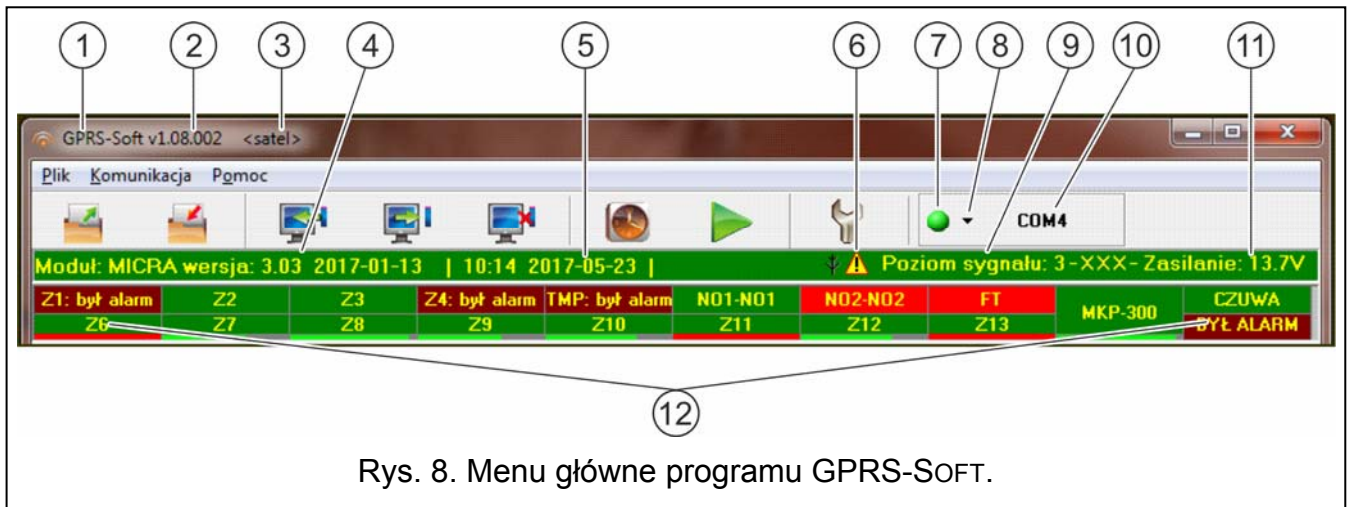 1 2 3 4 5 6 7 8 9 10 11
GPRS-Soft v1.08.002 <satel>
Plik Komunikacja Pomoc
COM4
Moduł: MICRA wersja: 3.03 2017-01-13 | 10:14 2017-05-23 | Poziom sygnału: 3-XXX- Zasilanie: 13.7V
Z1: był alarm Z2 Z3 Z4: był alarm TMP: był alarm NO1-NO1 NO2-NO2 FT MKP-300 CZUWA
Z6 Z7 Z8 Z9 Z10 Z11 Z12 Z13 BYŁ ALARM
12
Rys. 8. Menu główne programu GPRS-SOFT.